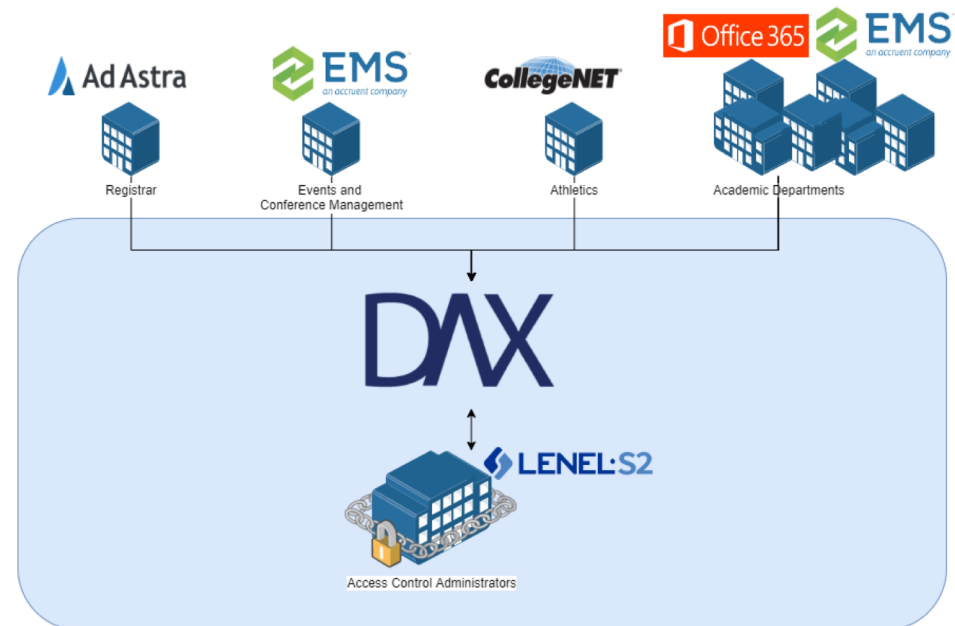 Office 365
EMS
an accruent company
Ad Astra
EMS
an accruent company
CollegeNET
Registrar
Events and
Conference Management
Athletics
Academic Departments
DAX
LENEL·S2
Access Control Administrators